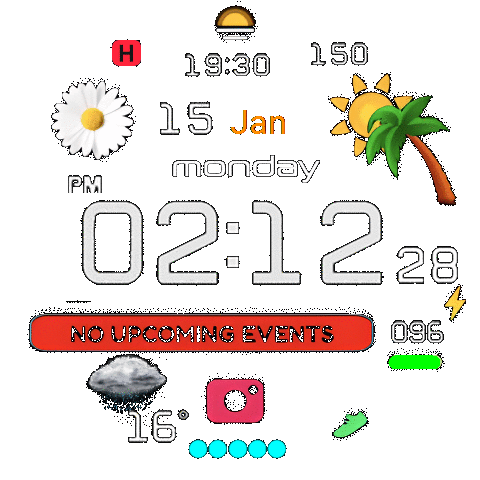 H
19:30
150
15 Jan
monday
PM
02:12
28
NO UPCOMING EVENTS
096
16°